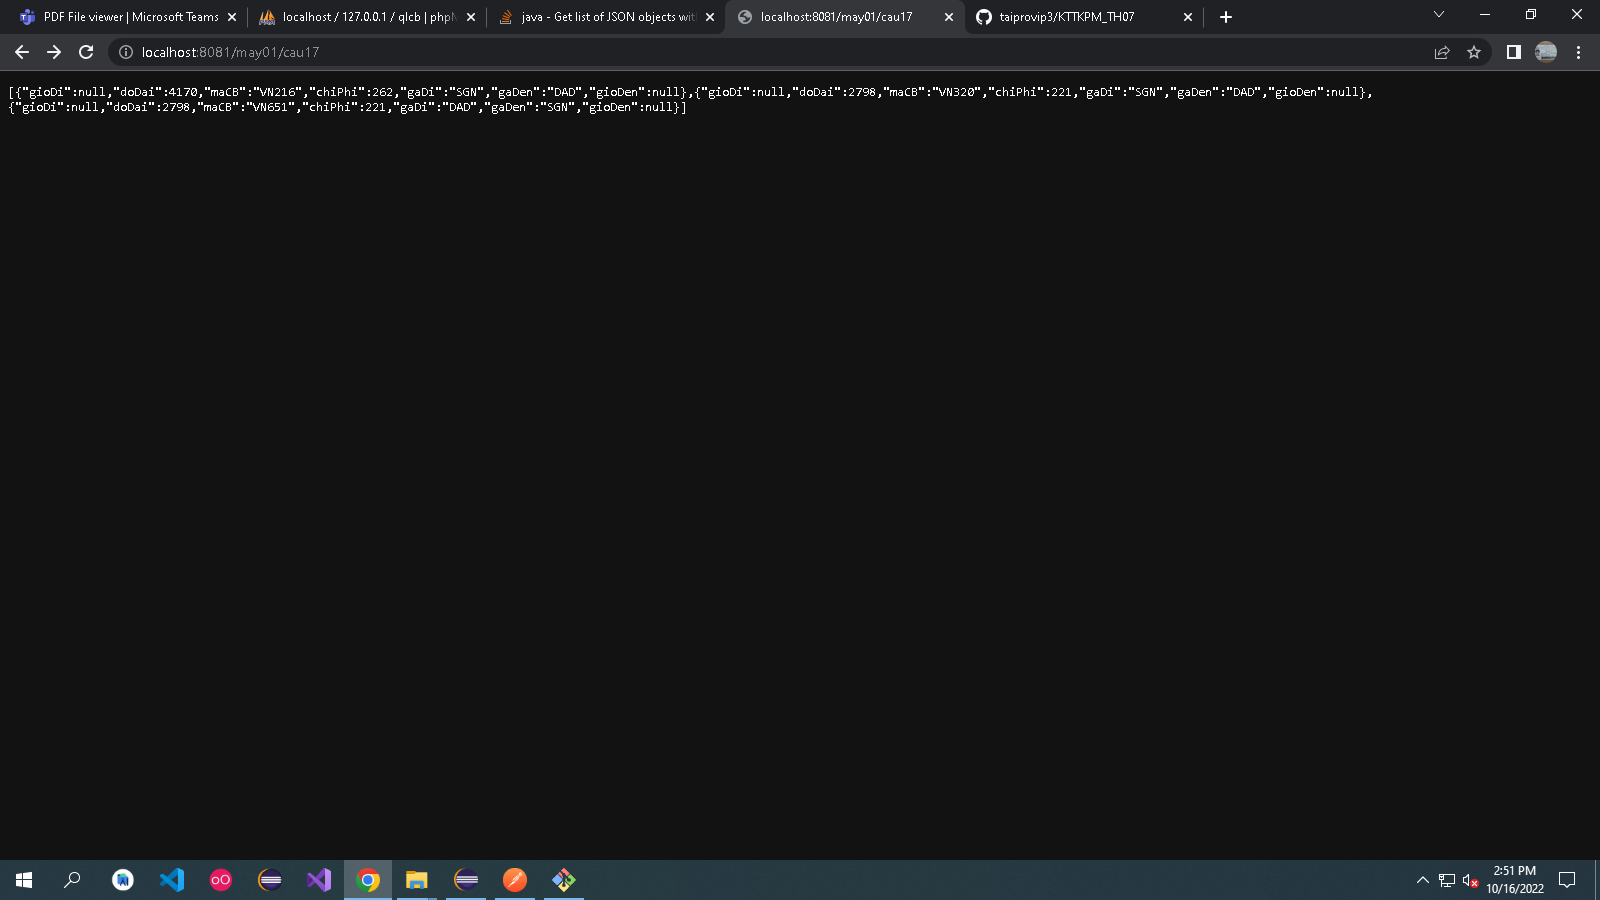 PDF File viewer | Microsoft Teams
localhost / 127.0.0.1 / qlcb | php
java - Get list of JSON objects wit
localhost:8081/may01/cau17
taiprovip3/KTTKPM_TH07
localhost:8081/may01/cau17
[{"gioDi":null,"doDai":4170,"maCB":"VN216","chiPhi":262,"gaDi":"SGN","gaDen":"DAD","gioDen":null},{"gioDi":null,"doDai":2798,"maCB":"VN320","chiPhi":221,"gaDi":"SGN","gaDen":"DAD","gioDen":null},
{"gioDi":null,"doDai":2798,"maCB":"VN651","chiPhi":221,"gaDi":"DAD","gaDen":"SGN","gioDen":null}]
2:51 PM
10/16/2022